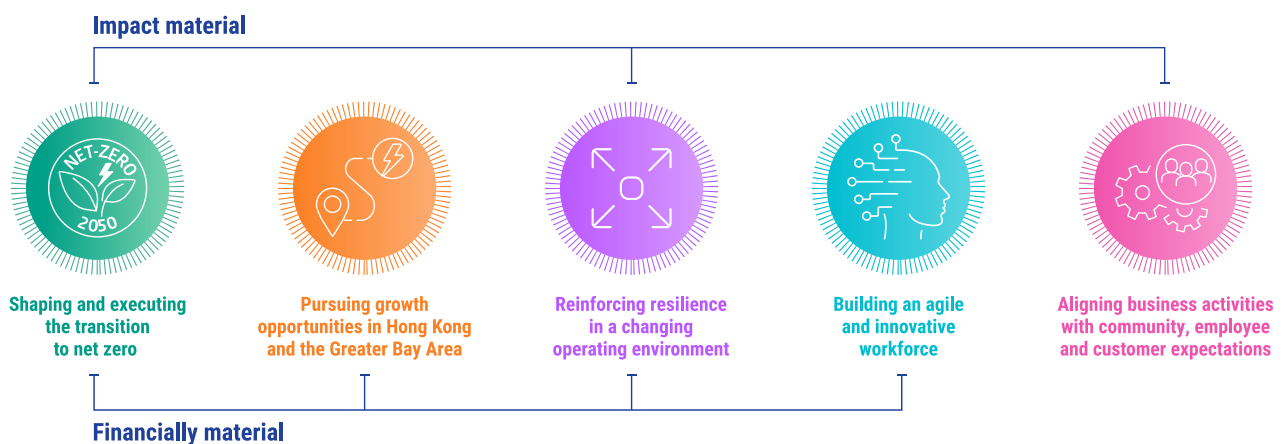 Impact material
NET-ZERO
2050
Shaping and executing
the transition
to net zero
Pursuing growth
opportunities in Hong Kong
and the Greater Bay Area
Reinforcing resilience
in a changing
operating environment
Building an agile
and innovative
workforce
Aligning business activities
with community, employee
and customer expectations
Financially material